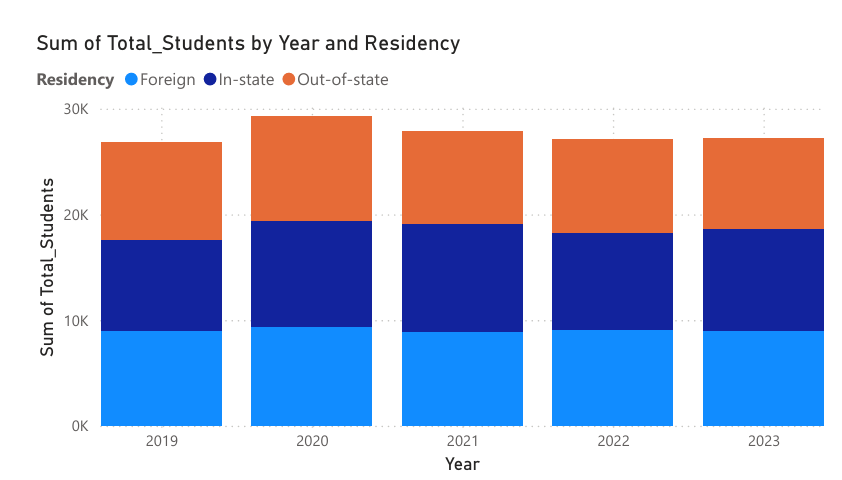 Sum of Total_Students by Year and Residency
Residency Foreign In-state Out-of-state
30K
20K
10K
0K
Sum of Total_Students
2019 2020 2021 2022 2023
Year